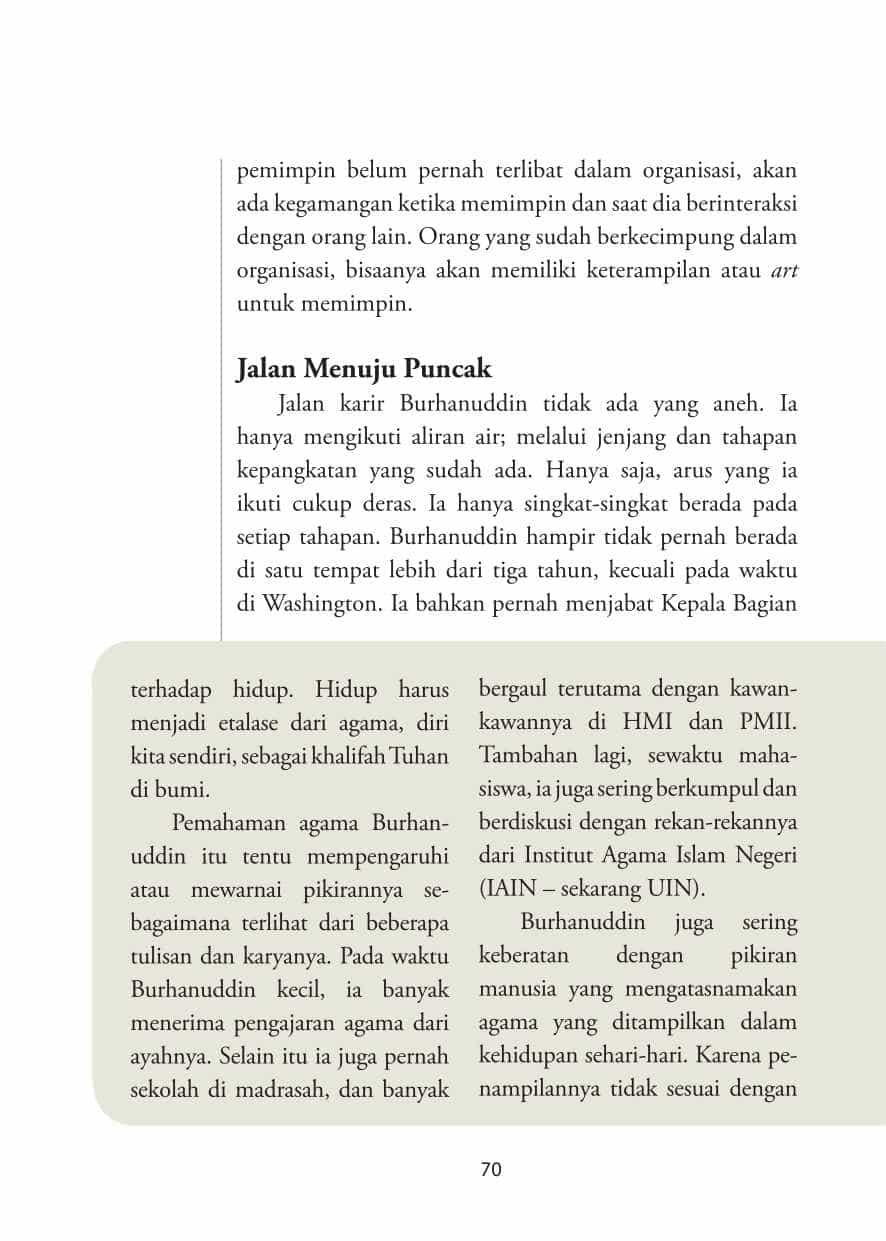 pemimpin belum pernah terlibat dalam organisasi, akan
ada kegamangan ketika memimpin dan saat dia berinteraksi
dengan orang lain. Orang yang sudah berkecimpung dalam
organisasi, bisaanya akan memiliki keterampilan atau art
untuk memimpin.
Jalan Menuju Puncak
Jalan karir Burhanuddin tidak ada yang aneh. Ia
hanya mengikuti aliran air; melalui jenjang dan tahapan
kepangkatan yang sudah ada. Hanya saja, arus yang ia
ikuti cukup deras. Ia hanya singkat-singkat berada pada
setiap tahapan. Burhanuddin hampir tidak pernah berada
di satu tempat lebih dari tiga tahun, kecuali pada waktu
di Washington. Ia bahkan pernah menjabat Kepala Bagian
terhadap hidup. Hidup harus
menjadi etalase dari agama, diri
kita sendiri, sebagai khalifah Tuhan
di bumi.
Pemahaman agama Burhan-
uddin itu tentu mempengaruhi
atau mewarnai pikirannya se-
bagaimana terlihat dari beberapa
tulisan dan karyanya. Pada waktu
Burhanuddin kecil, ia banyak
menerima pengajaran agama dari
ayahnya. Selain itu ia juga pernah
sekolah di madrasah, dan banyak
bergaul terutama dengan kawan-
kawannya di HMI dan PMII.
Tambahan lagi, sewaktu maha-
siswa, ia juga sering berkumpul dan
berdiskusi dengan rekan-rekannya
dari Institut Agama Islam Negeri
(IAIN – sekarang UIN).
Burhanuddin juga sering
keberatan dengan pikiran
manusia yang mengatasnamakan
agama yang ditampilkan dalam
kehidupan sehari-hari. Karena pe-
nampilannya tidak sesuai dengan
70